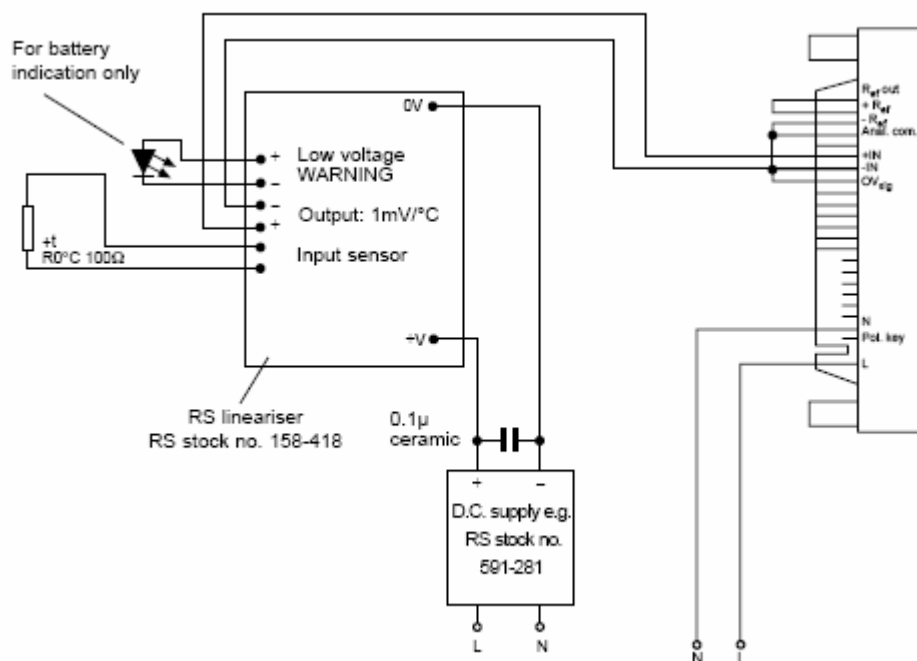 For battery
indication only
0V
+ Low voltage
− WARNING
− Output: 1mV/°C
+
Input sensor
+t
R0°C 100Ω
+V
RS lineariser
RS stock no. 158-418
0.1µ
ceramic
+ −
D.C. supply e.g.
RS stock no.
591-281
L N
Ref out
+ Ref
- Ref
Anal. com.
+IN
-IN
OVsig
N
Pol. key
L
N L